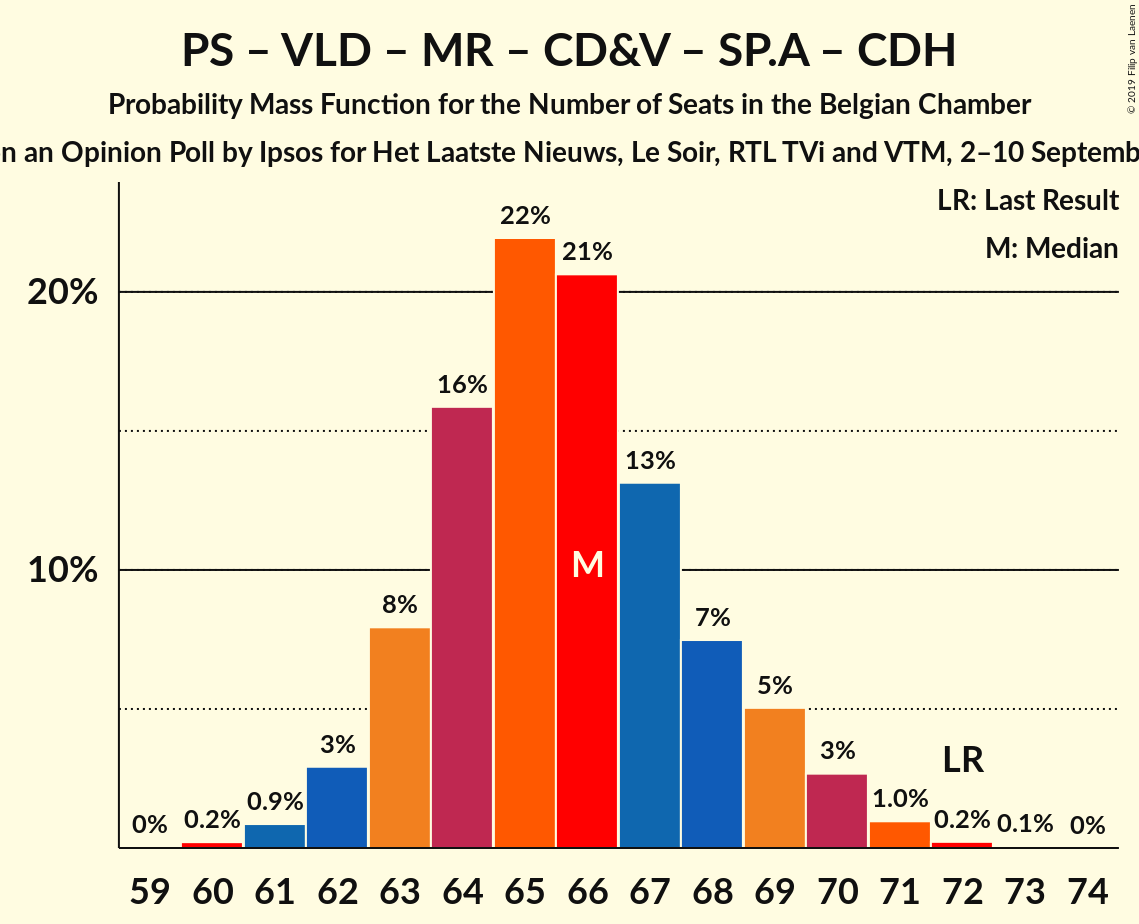 PS – VLD – MR – CD&V – SP.A – CDH
Probability Mass Function for the Number of Seats in the Belgian Chamber
an Opinion Poll by Ipsos for Het Laatste Nieuws, Le Soir, RTL TVi and VTM, 2–10
© 2019 Filip van Laenen
LR: Last Result
M: Median
20%
10%
0%
0.2%
0.9%
3%
8%
16%
22%
21%
13%
7%
5%
3%
1.0%
0.2%
0.1%
0%
M
LR
59 60 61 62 63 64 65 66 67 68 69 70 71 72 73 74